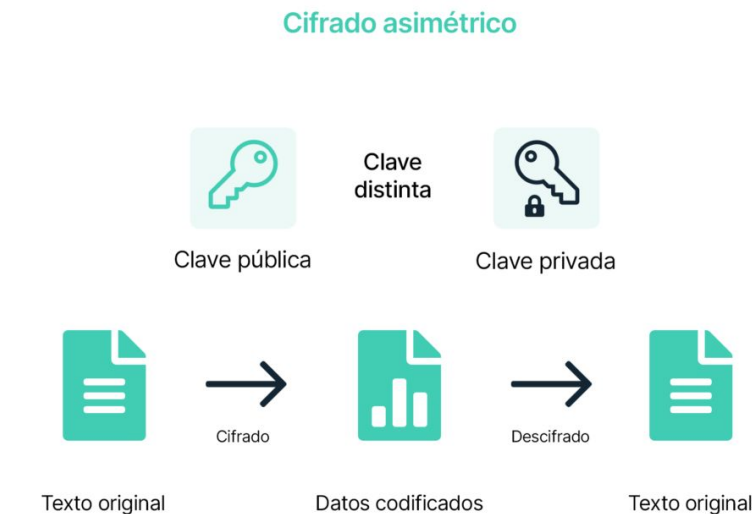 Cifrado asimétrico
Clave
distinta
Clave pública
Clave privada
Cifrado
Descifrado
Texto original
Datos codificados
Texto original